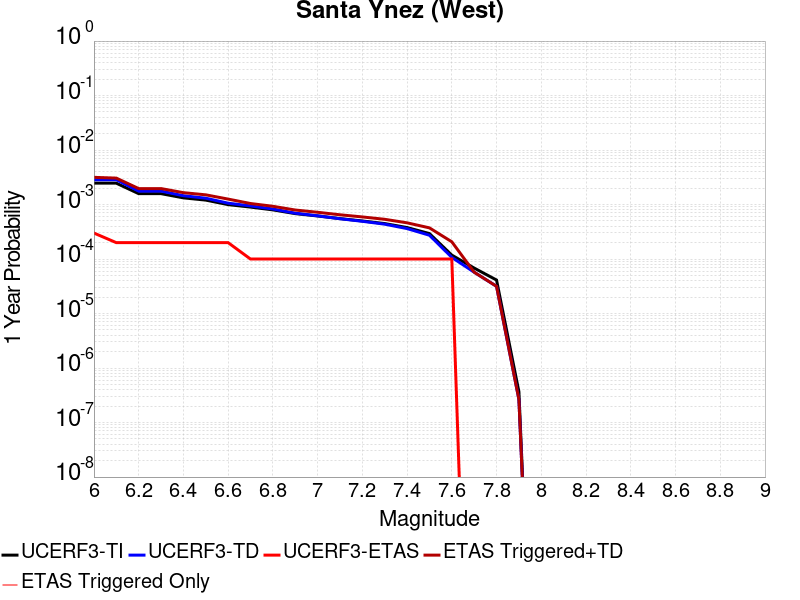 Santa Ynez (West)
10 0
10 -1
10 -2
10 -3
10 -4
10 -5
10 -6
10 -7
10 -8
1 Year Probability
6 6.2 6.4 6.6 6.8 7 7.2 7.4 7.6 7.8 8 8.2 8.4 8.6 8.8 9
Magnitude
UCERF3-TI UCERF3-TD UCERF3-ETAS ETAS Triggered+TD
ETAS Triggered Only